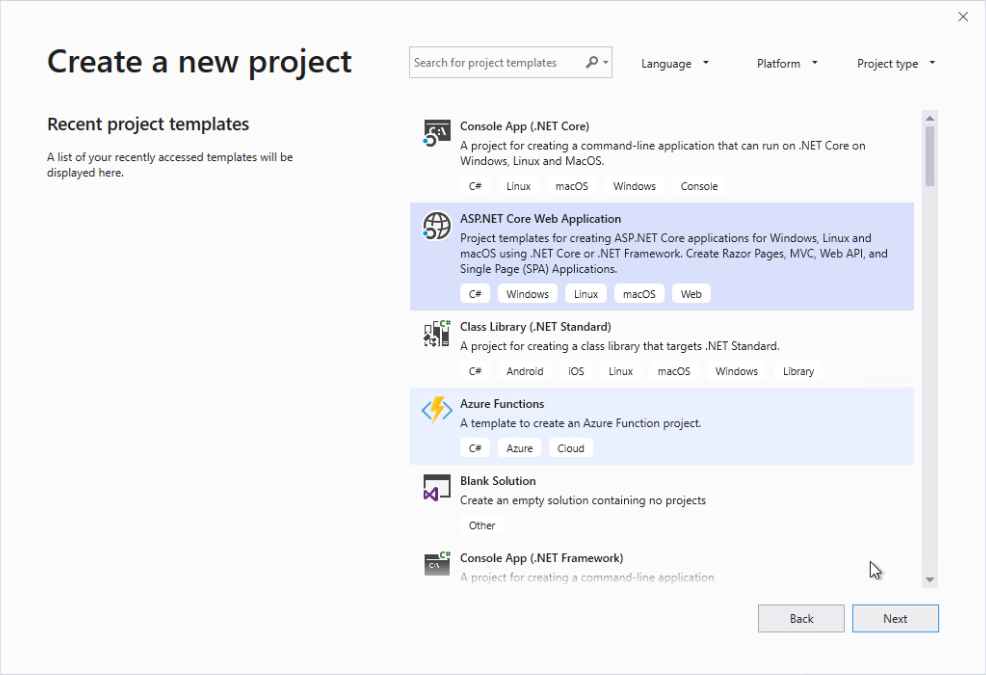 Create a new project
Search for project templates
Language
Platform
Project type
Recent project templates
A list of your recently accessed templates will be
displayed here.
Console App (.NET Core)
A project for creating a command-line application that can run on .NET Core on
Windows, Linux and MacOS.
C# Linux macOS Windows Console
ASP.NET Core Web Application
Project templates for creating ASP.NET Core applications for Windows, Linux and
macOS using .NET Core or .NET Framework. Create Razor Pages, MVC, Web API, and
Single Page (SPA) Applications.
C# Windows Linux macOS Web
C#
Class Library (.NET Standard)
A project for creating a class library that targets .NET Standard.
C# Android iOS Linux macOS Windows Library
Azure Functions
A template to create an Azure Function project.
C# Azure Cloud
Blank Solution
Create an empty solution containing no projects
Other
C#
Console App (.NET Framework)
A project for creating a command-line application
Back
Next